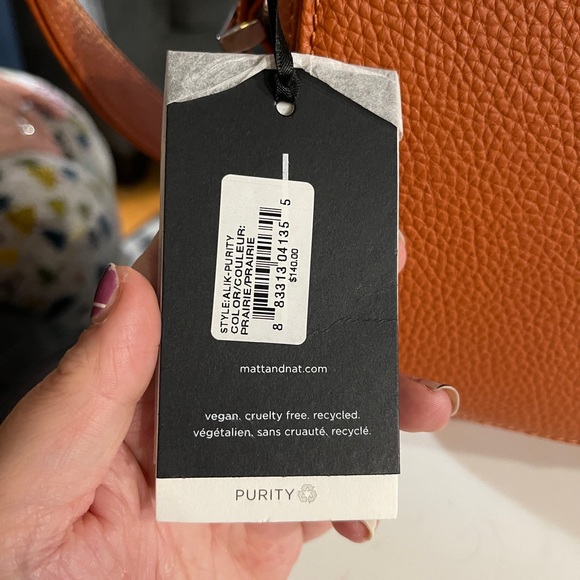 STYLE:ALIK-PURITY
COLOR/COULEUR:
PRAIRIE/PRAIRIE
8 83313 04135 5
$140.00
mattandnat.com
vegan. cruelty free. recycled.
végétalien. sans cruauté. recyclé.
PURITY